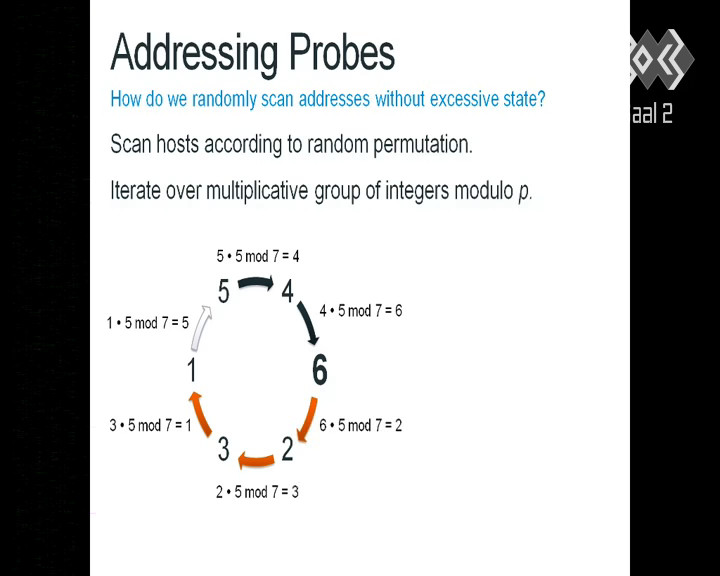 Addressing Probes
How do we randomly scan addresses without excessive state?
Scan hosts according to random permutation.
Iterate over multiplicative group of integers modulo p.
5 • 5 mod 7 = 4
5
4
1 • 5 mod 7 = 5
4 • 5 mod 7 = 6
1
6
3 • 5 mod 7 = 1
6 • 5 mod 7 = 2
3
2
2 • 5 mod 7 = 3
aal 2